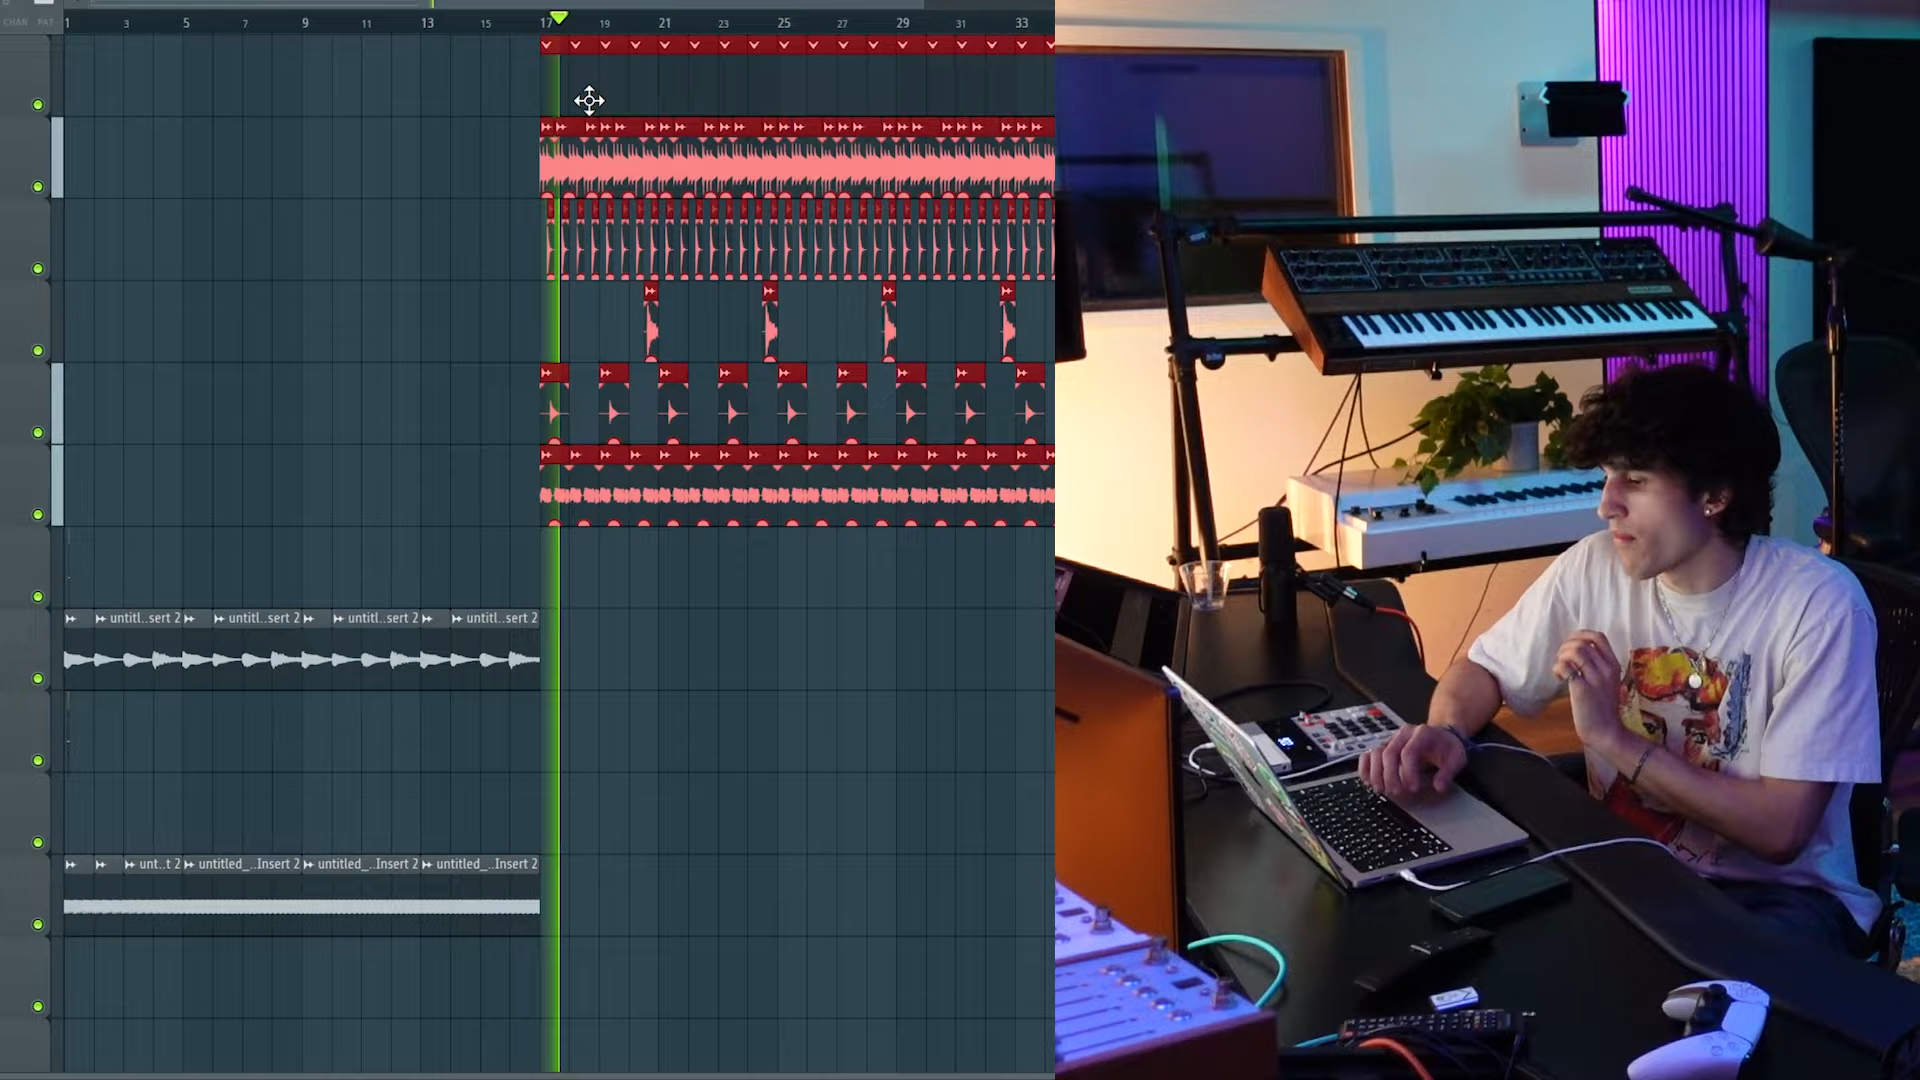 CHAN PAT 1 3 5 7 9 11 13 15 17 19 21 23 25 27 29 31 33
untitl..sert 2 untitl..sert 2 untitl..sert 2 untitl..sert 2
unt..t 2 untitled_..Insert 2 untitled_..Insert 2 untitled_..Insert 2